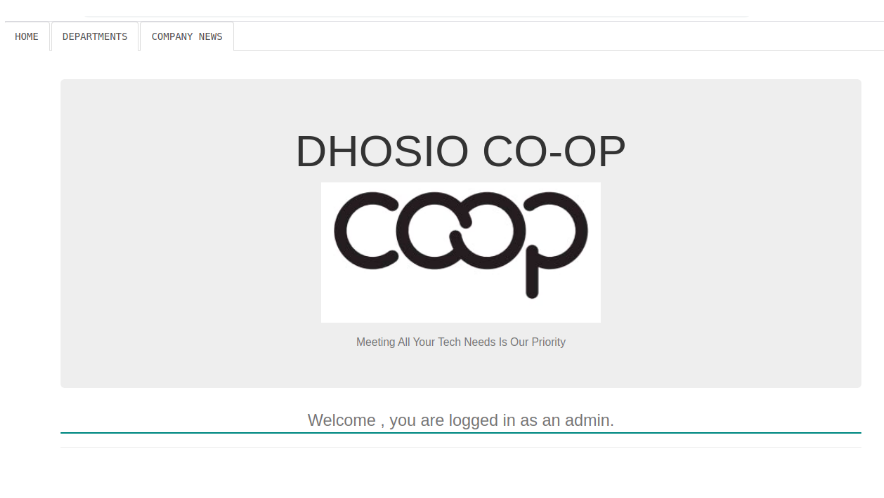 HOME DEPARTMENTS COMPANY NEWS
DHOSIO CO-OP
coop
Meeting All Your Tech Needs Is Our Priority
Welcome , you are logged in as an admin.